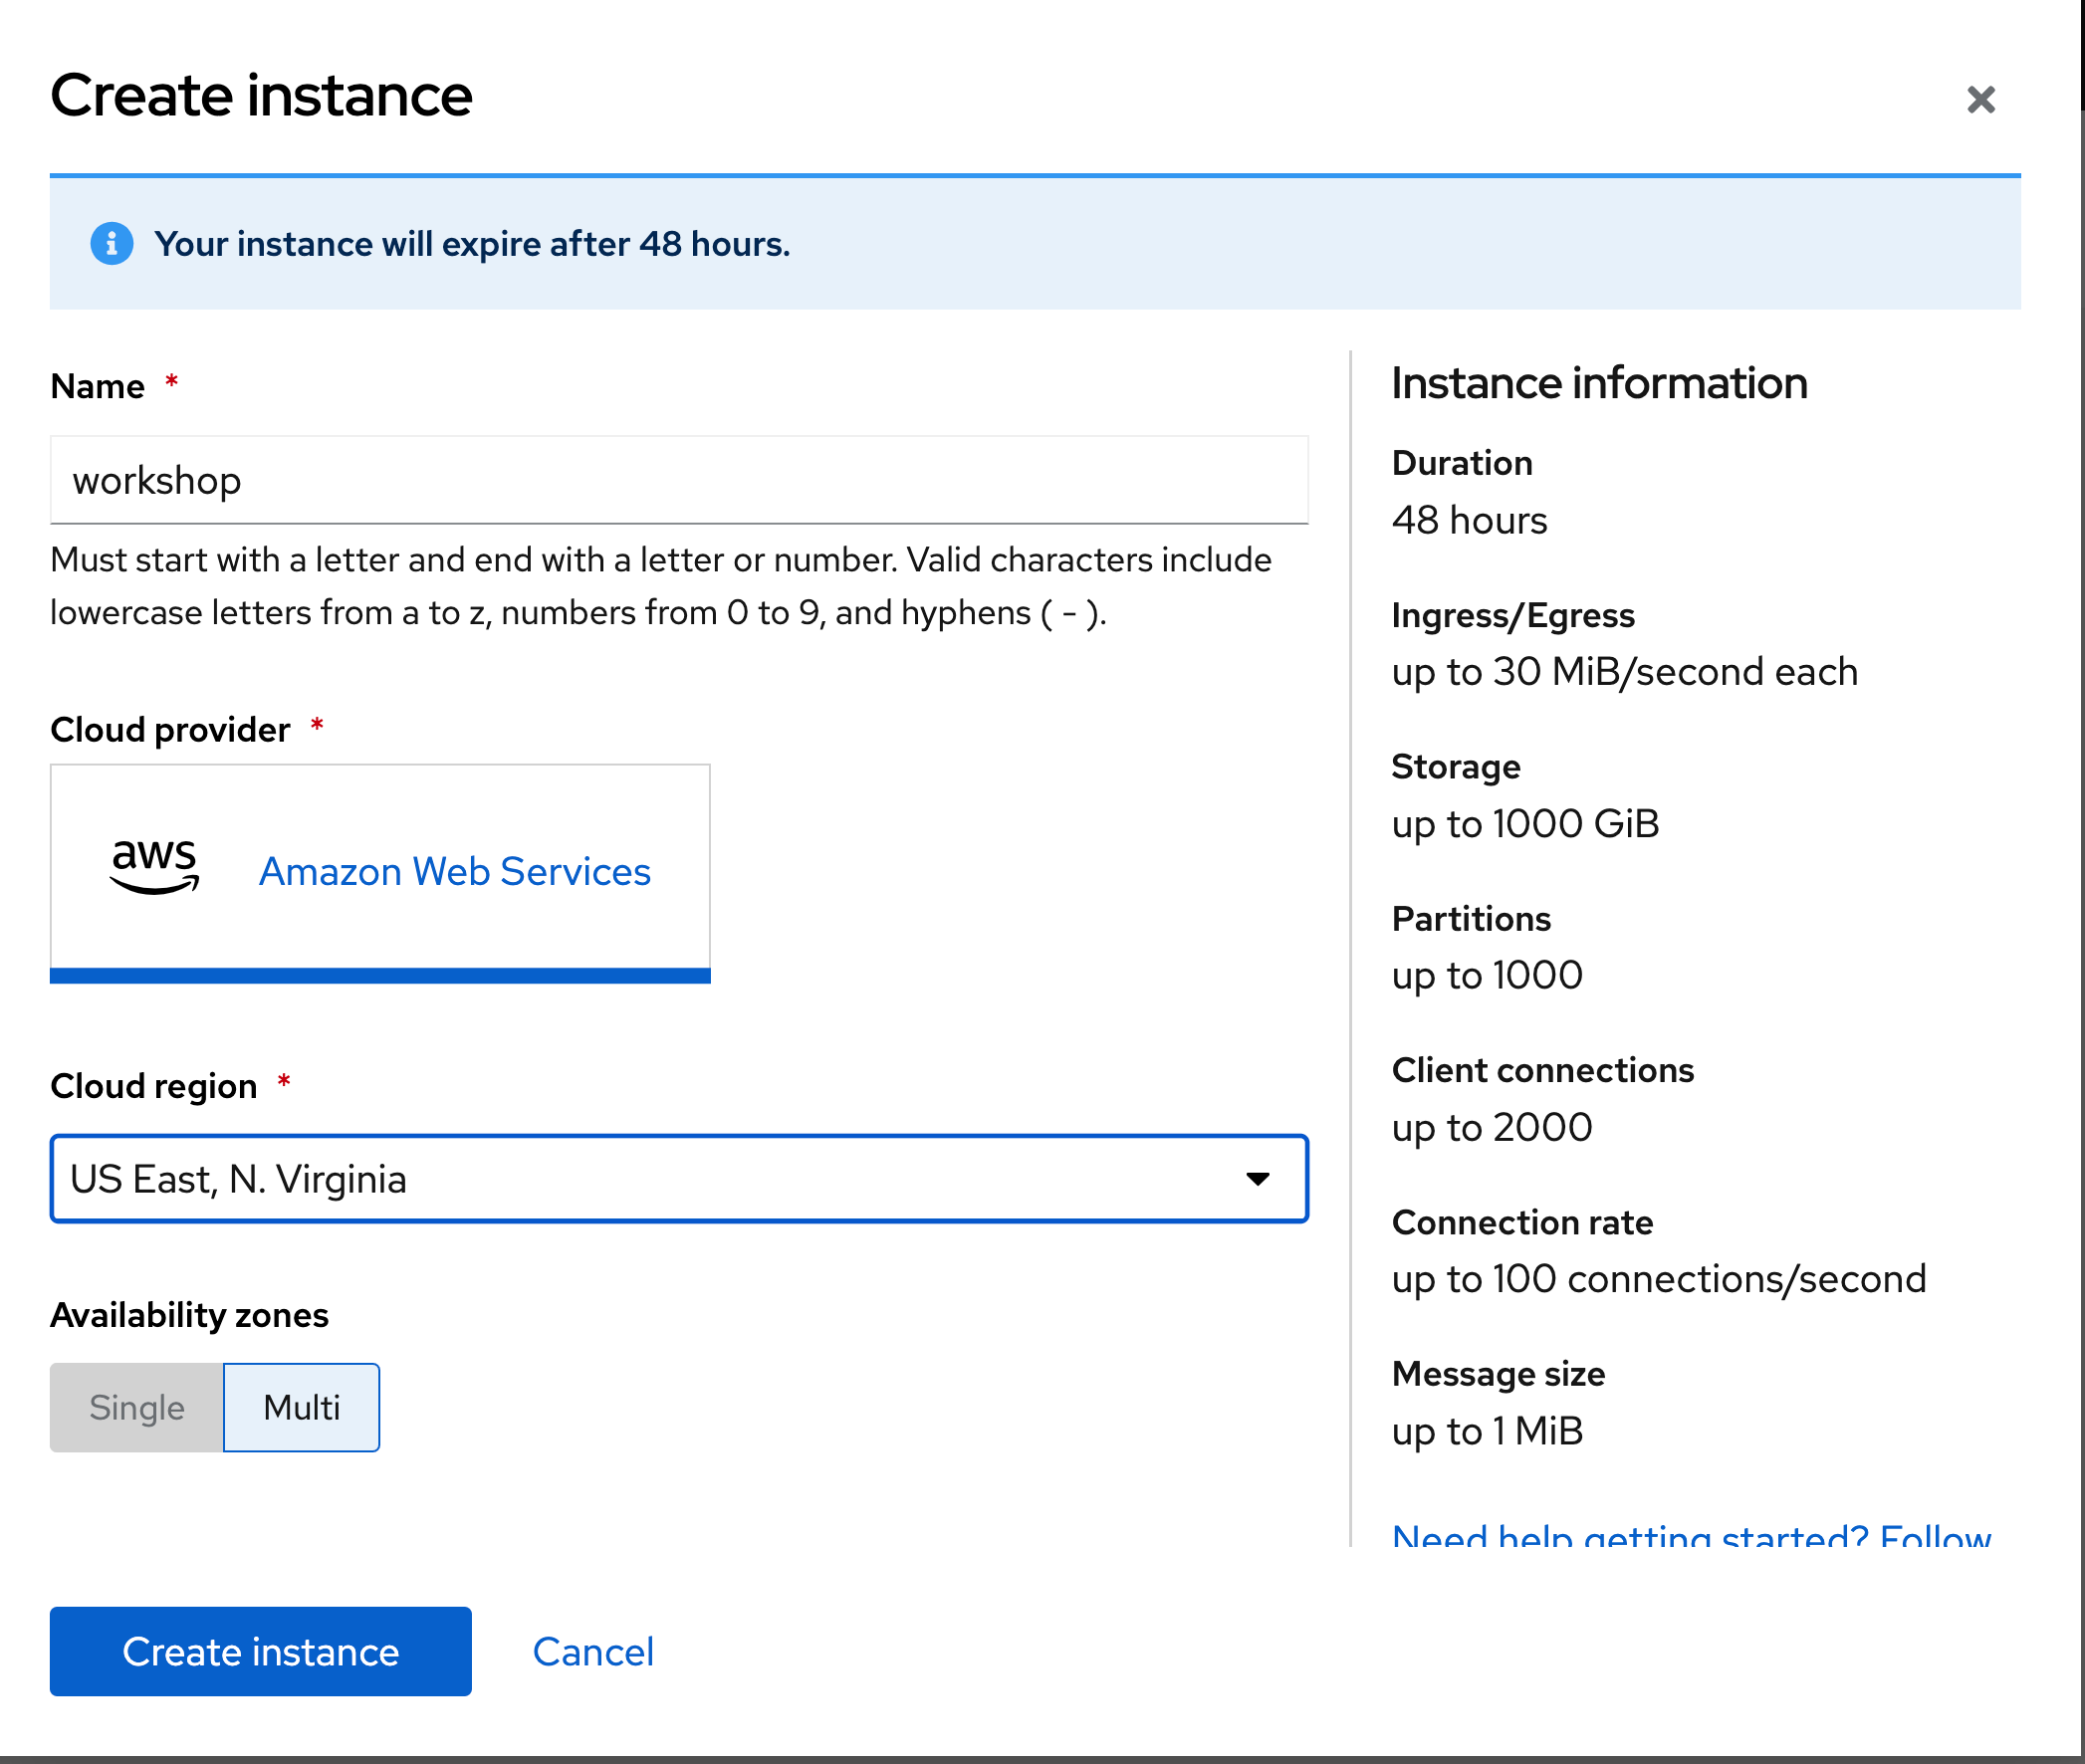 Create instance
Your instance will expire after 48 hours.
Name *
workshop
Must start with a letter and end with a letter or number. Valid characters include
lowercase letters from a to z, numbers from 0 to 9, and hyphens ( - ).
Cloud provider *
aws
Amazon Web Services
Cloud region *
US East, N. Virginia
Availability zones
Single
Multi
Instance information
Duration
48 hours
Ingress/Egress
up to 30 MiB/second each
Storage
up to 1000 GiB
Partitions
up to 1000
Client connections
up to 2000
Connection rate
up to 100 connections/second
Message size
up to 1 MiB
Need help getting started? Follow
Create instance
Cancel